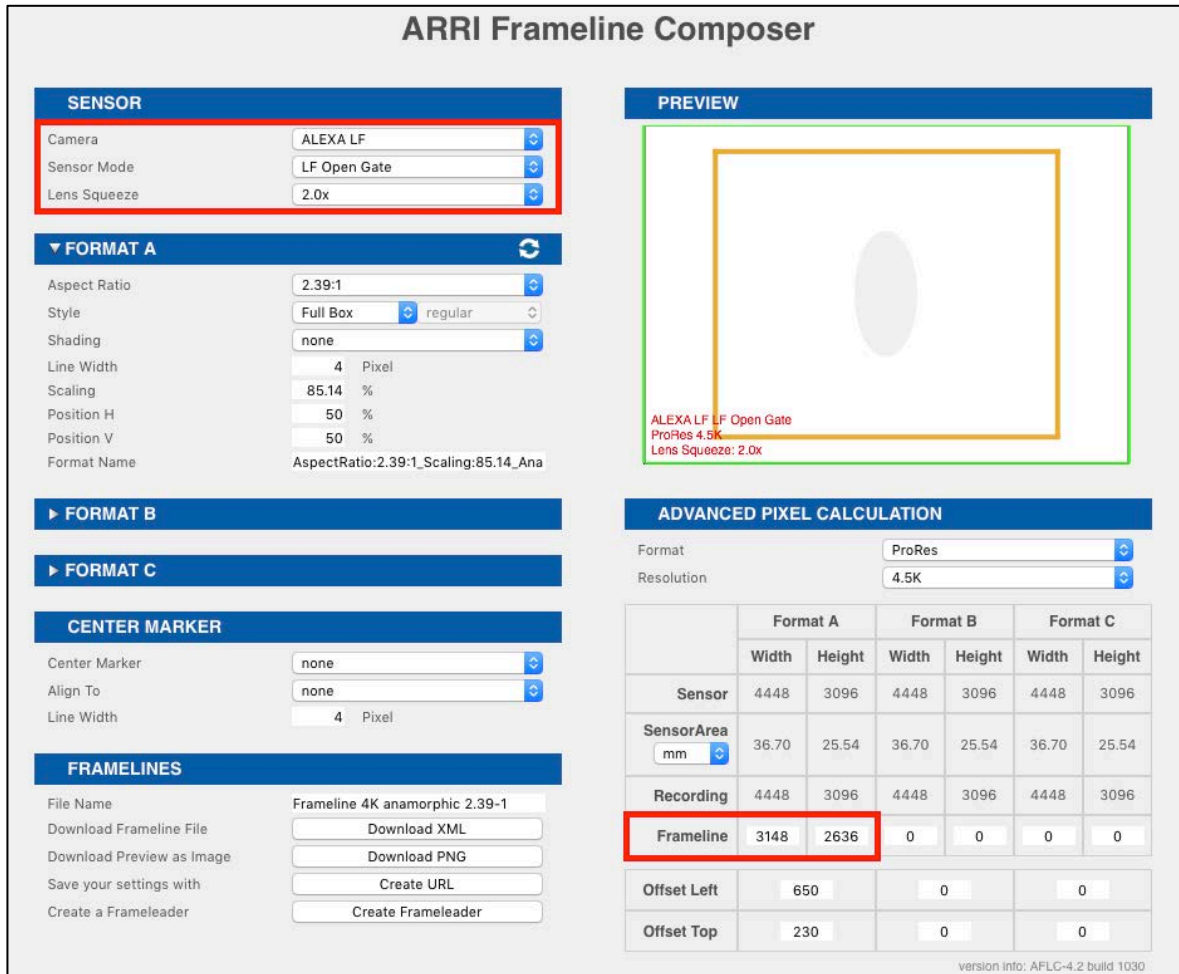 ARRI Frameline Composer
SENSOR
Camera ALEXA LF
Sensor Mode LF Open Gate
Lens Squeeze 2.0x
FORMAT A
Aspect Ratio 2.39:1
Style Full Box regular
Shading none
Line Width 4 Pixel
Scaling 85.14 %
Position H 50 %
Position V 50 %
Format Name AspectRatio:2.39:1_Scaling:85.14_Ana
FORMAT B
FORMAT C
CENTER MARKER
Center Marker none
Align To none
Line Width 4 Pixel
FRAMELINES
File Name Frameline 4K anamorphic 2.39-1
Download Frameline File Download XML
Download Preview as Image Download PNG
Save your settings with Create URL
Create a Frameleader Create Frameleader
PREVIEW
ALEXA LF LF Open Gate
ProRes 4.5K
Lens Squeeze: 2.0x
ADVANCED PIXEL CALCULATION
Format ProRes
Resolution 4.5K
Format A Format B Format C
Width Height Width Height Width Height
Sensor 4448 3096 4448 3096 4448 3096
SensorArea
mm 36.70 25.54 36.70 25.54 36.70 25.54
Recording 4448 3096 4448 3096 4448 3096
Frameline 3148 2636 0 0 0 0
Offset Left 650 0 0
Offset Top 230 0 0
version info: AFLC-4.2 build 1030